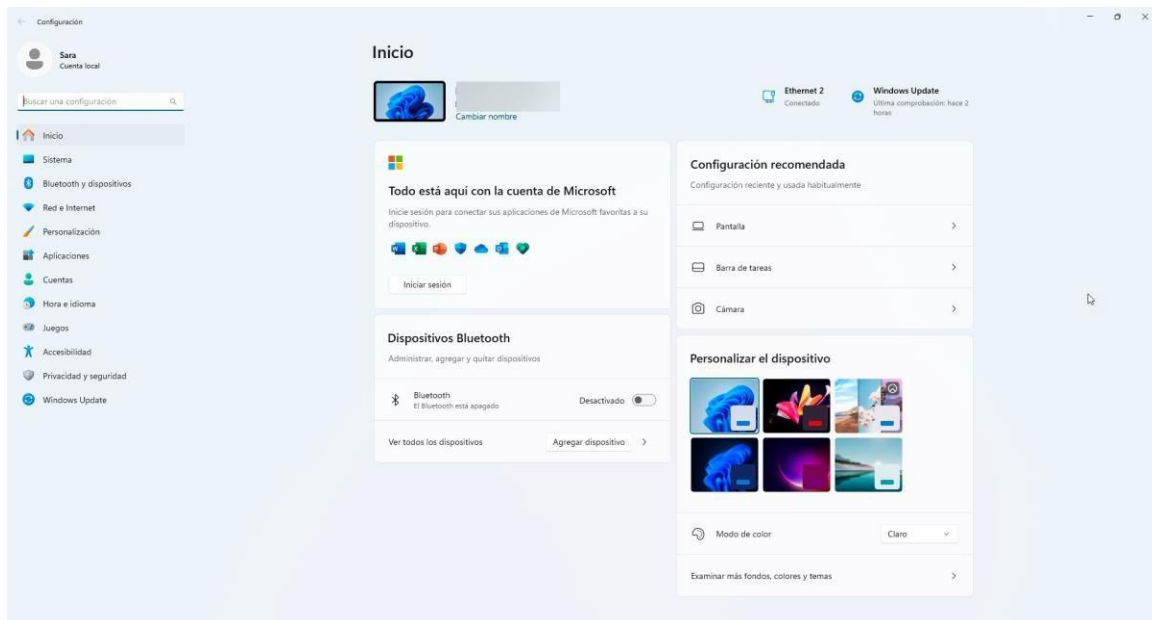 Configuración
Sara
Cuenta local
Buscar una configuración
Inicio
Sistema
Bluetooth y dispositivos
Red e Internet
Personalización
Aplicaciones
Cuentas
Hora e idioma
Juegos
Accesibilidad
Privacidad y seguridad
Windows Update
Inicio
Cambiar nombre
Ethernet 2
Conectado
Windows Update
Última comprobación: hace 2
horas
Todo está aquí con la cuenta de Microsoft
Inicie sesión para conectar sus aplicaciones de Microsoft favoritas a su
dispositivo.
Iniciar sesión
Dispositivos Bluetooth
Administrar, agregar y quitar dispositivos
Bluetooth
El Bluetooth está apagado
Desactivado
Ver todos los dispositivos
Agregar dispositivo
Configuración recomendada
Configuración reciente y usada habitualmente
Pantalla
Barra de tareas
Cámara
Personalizar el dispositivo
Modo de color
Claro
Examinar más fondos, colores y temas